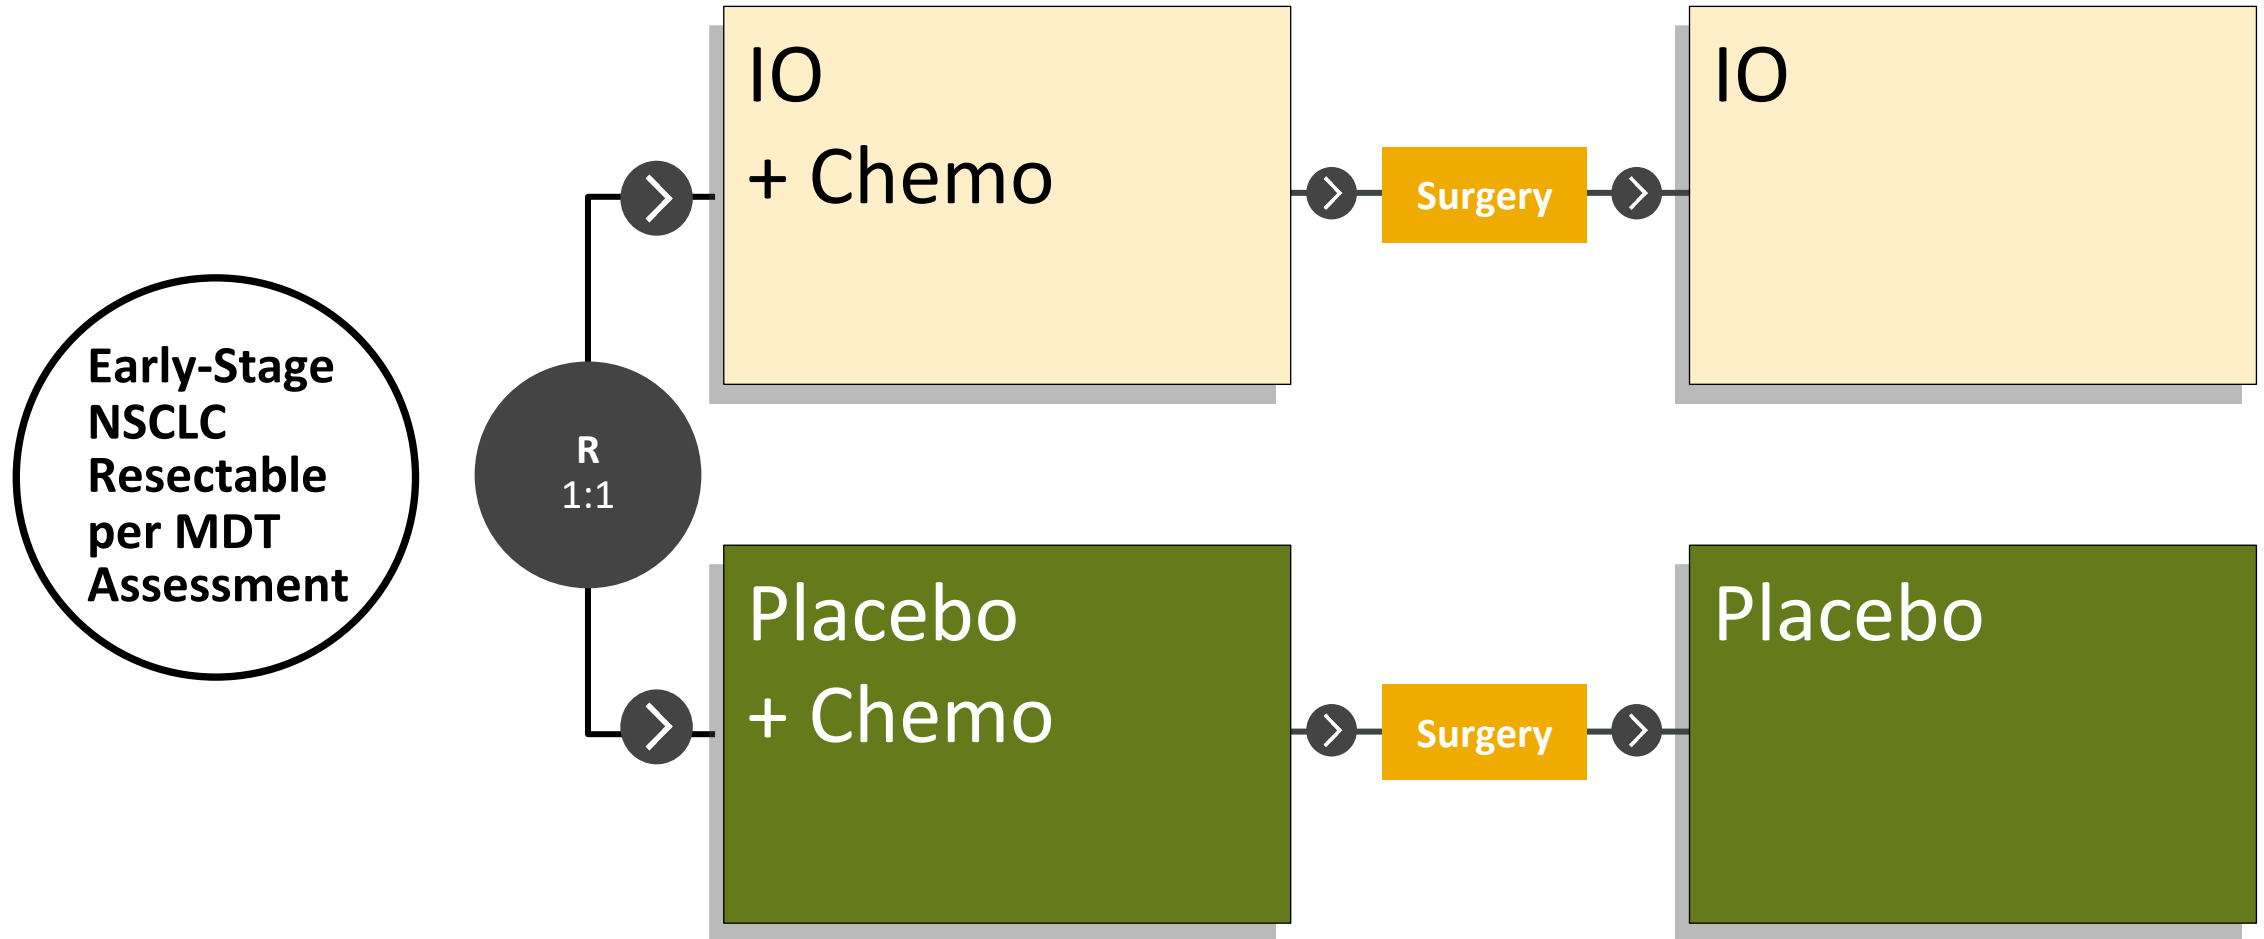 Early-Stage
NSCLC
Resectable
per MDT
Assessment
R
1:1
IO
+ Chemo
Surgery
IO
Placebo
+ Chemo
Surgery
Placebo